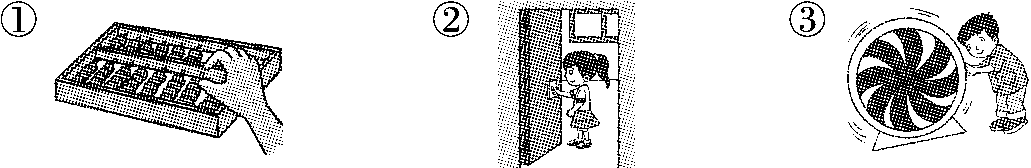 ① ② ③